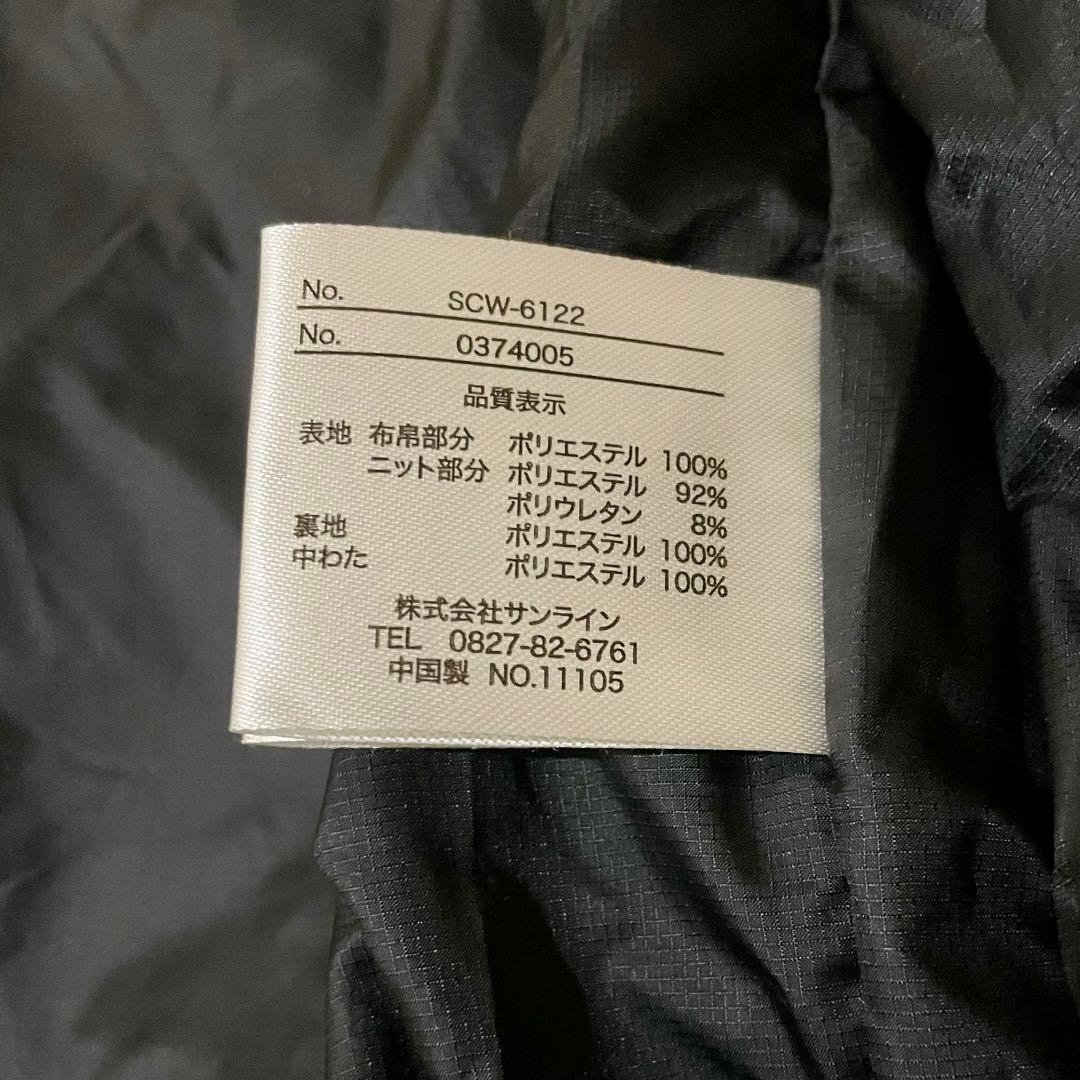 No. SCW-6122
No. 0374005
品質表示
表地 布帛部分 ポリエステル 100%
ニット部分 ポリエステル 92%
ポリウレタン 8%
裏地 ポリエステル 100%
中わた ポリエステル 100%
株式会社サンライン
TEL 0827-82-6761
中国製 NO.11105